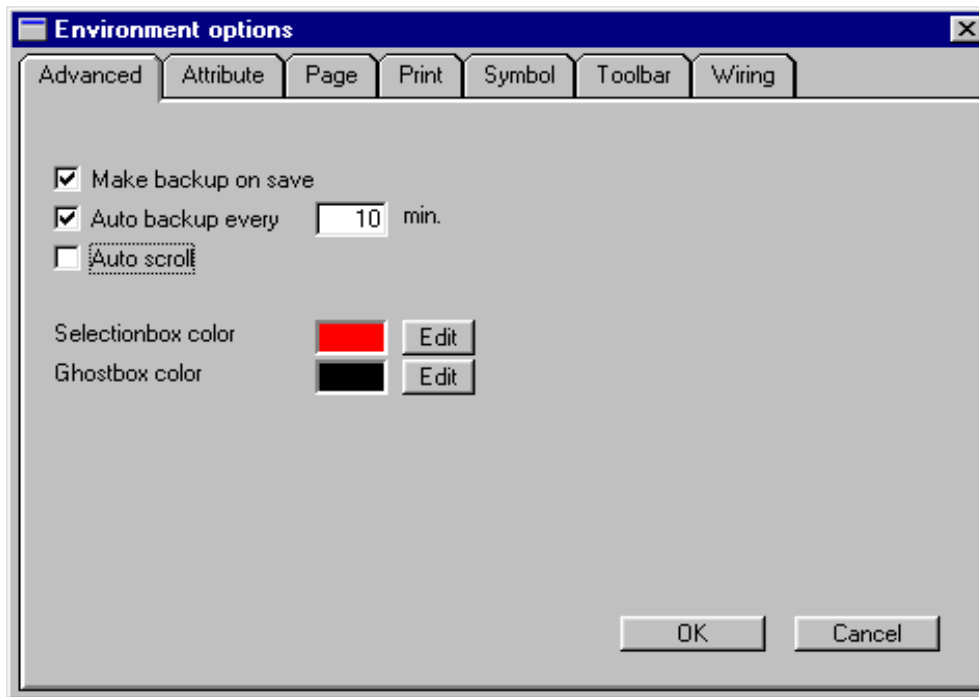 Environment options
Advanced Attribute Page Print Symbol Toolbar Wiring
Make backup on save
Auto backup every 10 min.
Auto scroll
Selectionbox color Edit
Ghostbox color Edit
OK Cancel